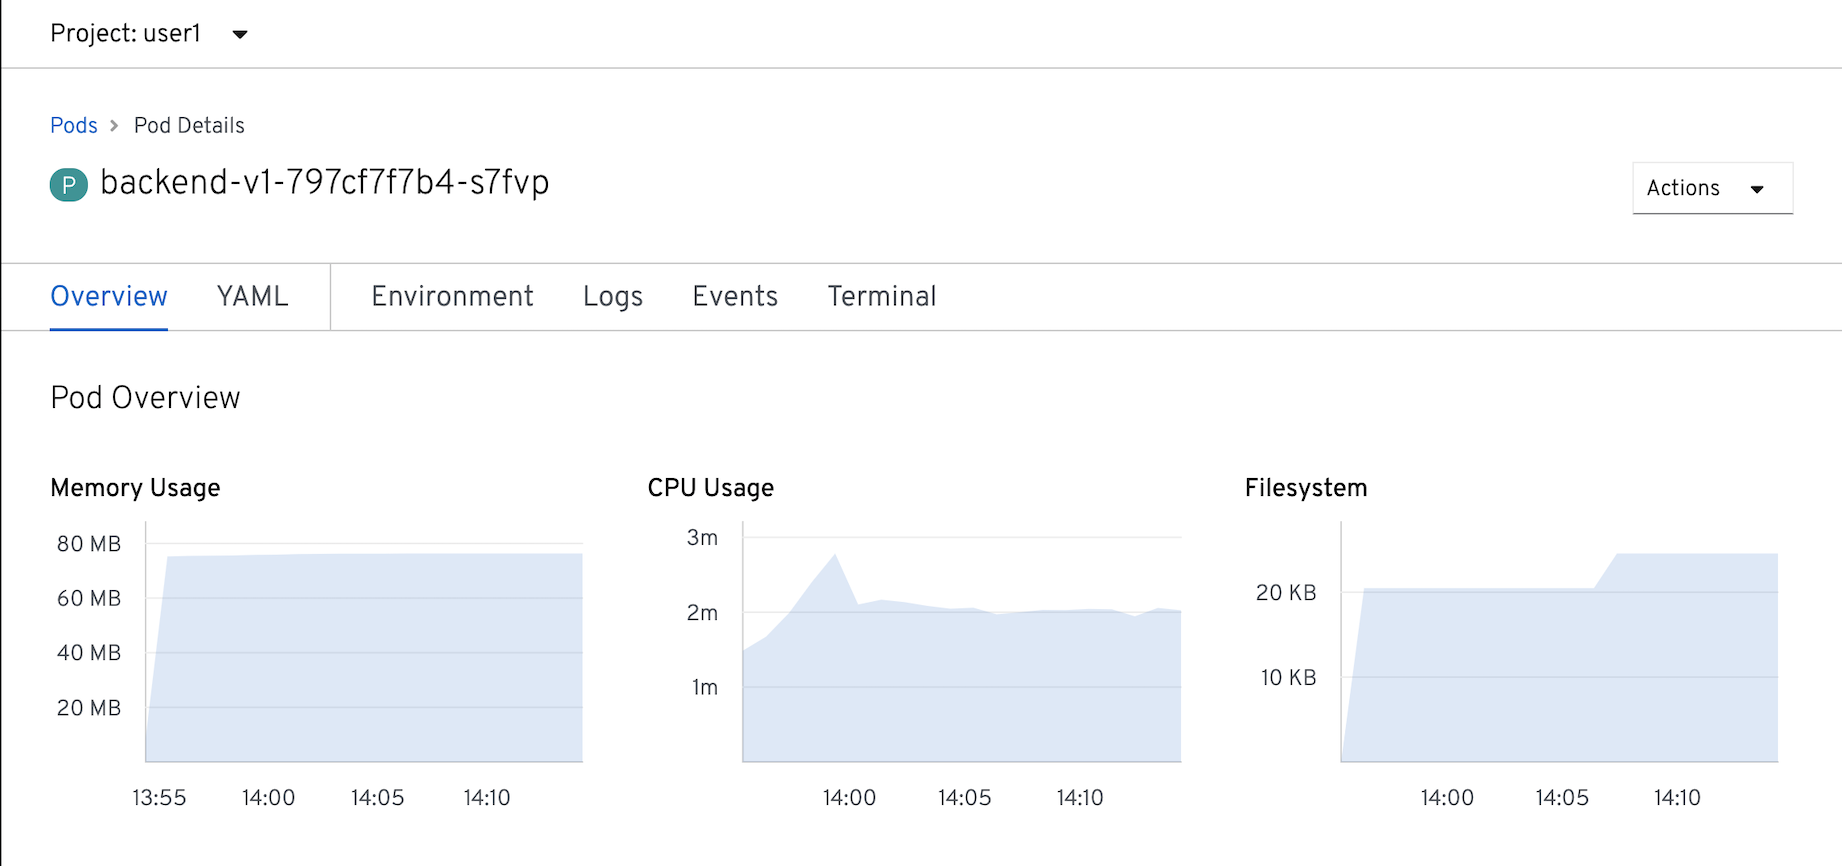 Project: user1
Pods > Pod Details
P backend-v1-797cf7f7b4-s7fvp
Actions
Overview YAML Environment Logs Events Terminal
Pod Overview
Memory Usage
80 MB
60 MB
40 MB
20 MB
13:55 14:00 14:05 14:10
CPU Usage
3m
2m
1m
14:00 14:05 14:10
Filesystem
20 KB
10 KB
14:00 14:05 14:10